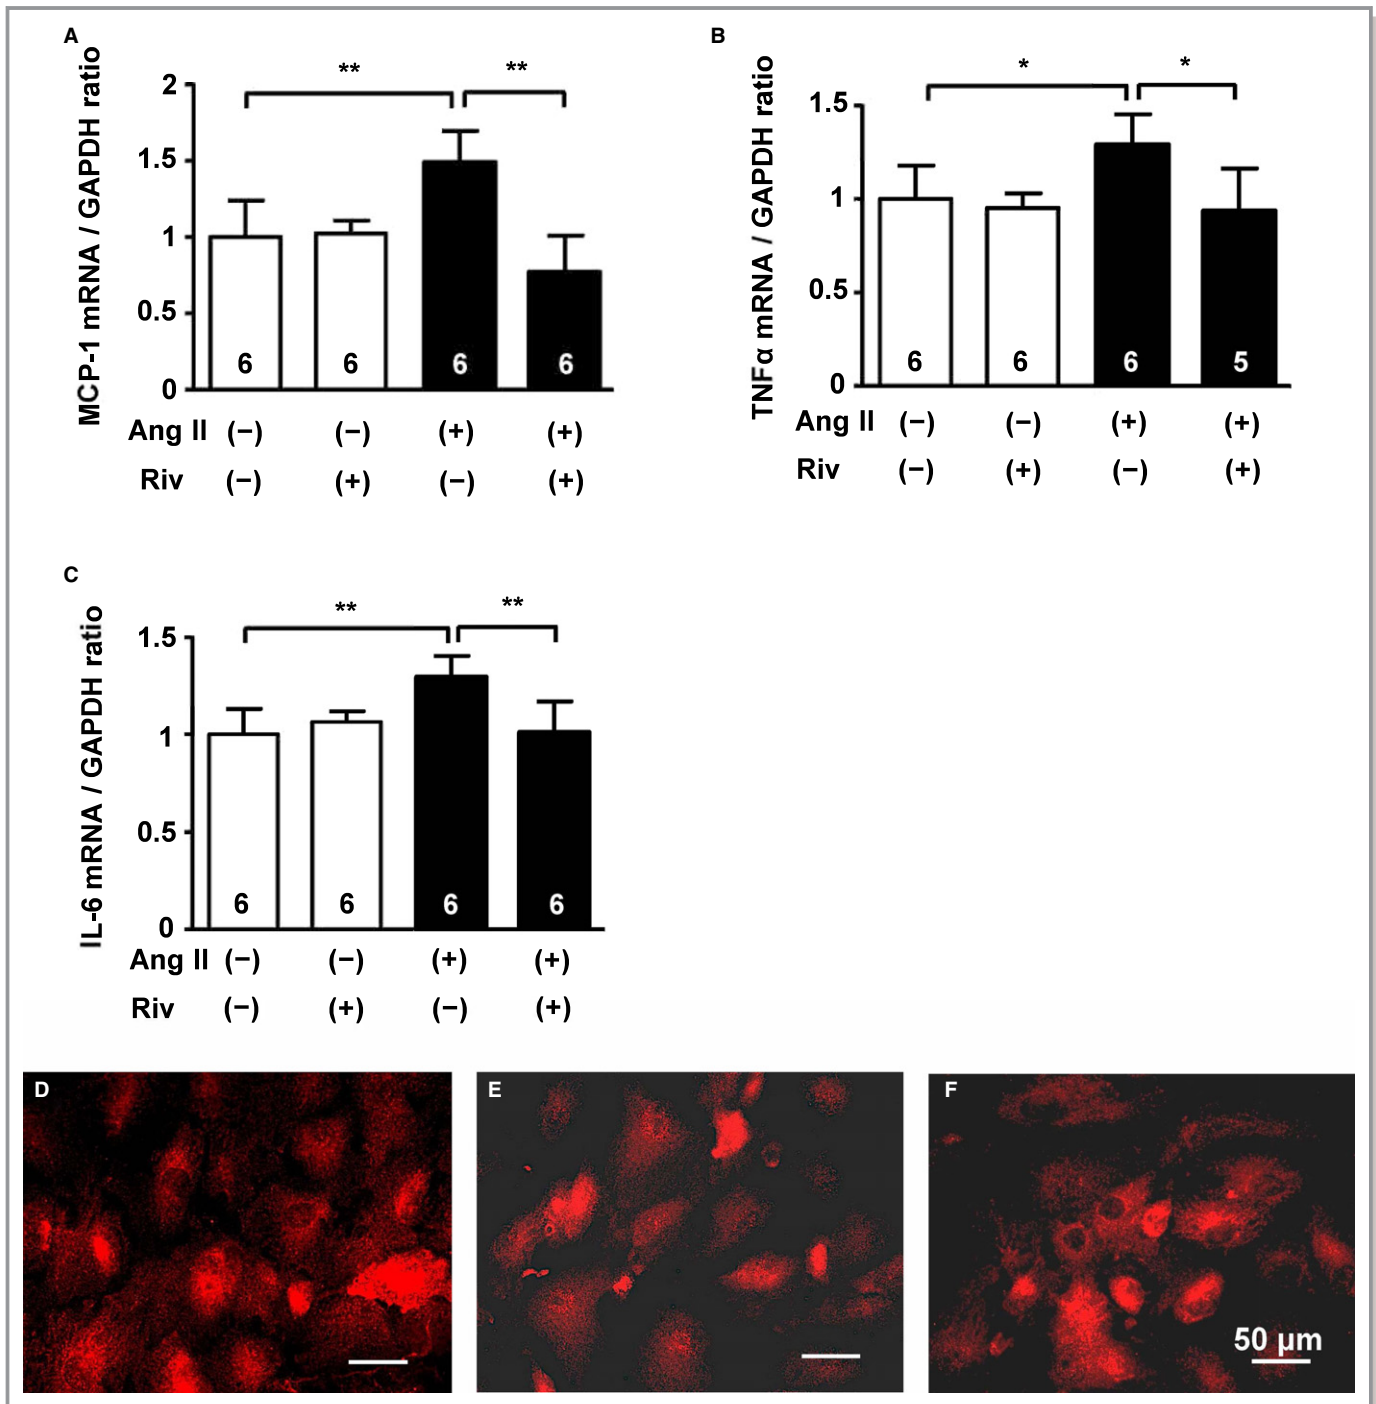 A
MCP-1 mRNA / GAPDH ratio
** **
2
1.5
1
0.5
0
6 6 6 6
Ang II (−) (−) (+) (+)
Riv (−) (+) (−) (+)
B
TNFα mRNA / GAPDH ratio
* *
1.5
1
0.5
0
6 6 6 5
Ang II (−) (−) (+) (+)
Riv (−) (+) (−) (+)
C
IL-6 mRNA / GAPDH ratio
** **
1.5
1
0.5
0
6 6 6 6
Ang II (−) (−) (+) (+)
Riv (−) (+) (−) (+)
D
E
F
50 µm